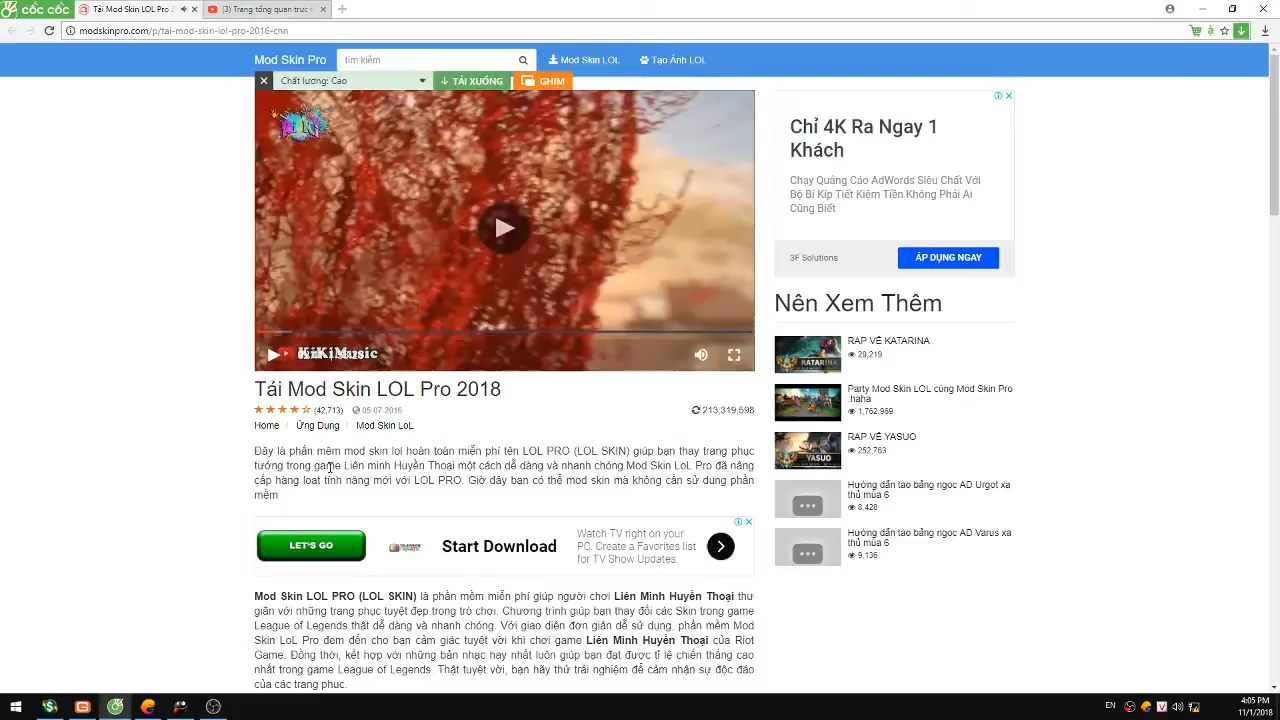 cốc cốc
Tải Mod Skin LOL Pro 2
(3) Trang tổng quan trực
modskinpro.com/p/tai-mod-skin-lol-pro-2016-chn
Mod Skin Pro
tìm kiếm
Mod Skin LOL
Tạo Ảnh LOL
Chất lượng: Cao
TẢI XUỐNG
GHIM
KiKiMusic
Chỉ 4K Ra Ngay 1
Khách
Chạy Quảng Cáo AdWords Siêu Chất Với
Bộ Bí Kíp Tiết Kiệm Tiền Không Phải Ai
Cũng Biết
3F Solutions
ÁP DỤNG NGAY
Nên Xem Thêm
RAP VỀ KATARINA
29,219
Party Mod Skin LOL cùng Mod Skin Pro
:haha
1,762,969
RAP VỀ YASUO
252,763
Hướng dẫn tao bảng ngọc AD Urgot xạ
thủ mùa 6
8,428
Hướng dẫn tao bảng ngọc AD Varus xạ
thủ mùa 6
9,136
Tải Mod Skin LOL Pro 2018
(42,713)
05-07-2016
213,319,598
Home / Ứng Dụng / Mod Skin LoL
Đây là phần mềm mod skin lol hoàn toàn miễn phí tên LOL PRO (LOL SKIN) giúp bạn thay trang phục
tướng trong game Liên minh Huyền Thoại một cách dễ dàng và nhanh chóng Mod Skin LoL Pro đã nâng
cấp hàng loạt tính năng mới với LOL PRO. Giờ đây bạn có thể mod skin mà không cần sử dụng phần
mềm
LET'S GO
Start Download
Watch TV right on your
PC. Create a Favorites list
for TV Show Updates.
Mod Skin LOL PRO (LOL SKIN) là phần mềm miễn phí giúp người chơi Liên Minh Huyền Thoại thư
giãn với những trang phục tuyệt đẹp trong trò chơi. Chương trình giúp bạn thay đổi các Skin trong game
League of Legends thật dễ dàng và nhanh chóng. Với giao diện đơn giản dễ sử dụng, phần mềm Mod
Skin LoL Pro đem đến cho bạn cảm giác tuyệt vời khi chơi game Liên Minh Huyền Thoại của Riot
Game. Đồng thời, kết hợp với những bản nhạc hay nhất luôn giúp bạn đạt được tỉ lệ chiến thắng cao
nhất trong game League of Legends. Thật tuyệt vời, bạn hãy thử trải nghiệm để cảm nhận sự độc đáo
của các trang phục.
EN
4:05 PM
11/1/2018